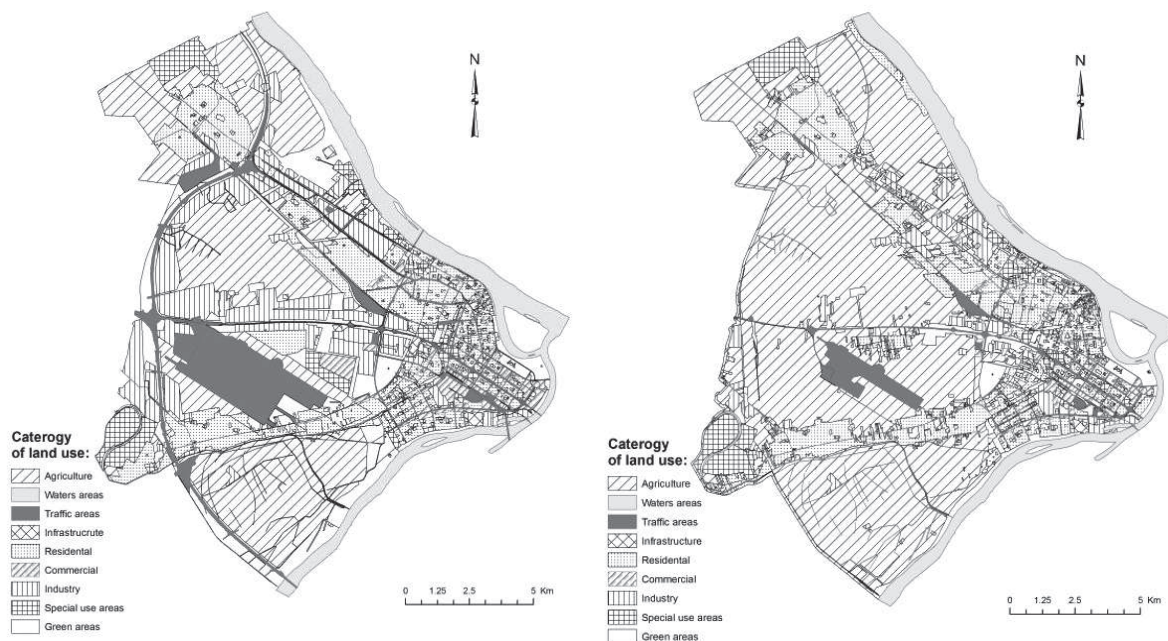 N
Caterogy
of land use:
Agriculture
Waters areas
Traffic areas
Infrastrucrute
Residental
Commercial
Industry
Special use areas
Green areas
0 1.25 2.5 5 Km
N
Caterogy
of land use:
Agriculture
Waters areas
Traffic areas
Infrastructure
Residental
Commercial
Industry
Special use areas
Green areas
0 1.25 2.5 5 Km